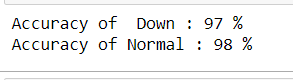 Accuracy of  Down : 97 %
Accuracy of Normal : 98 %